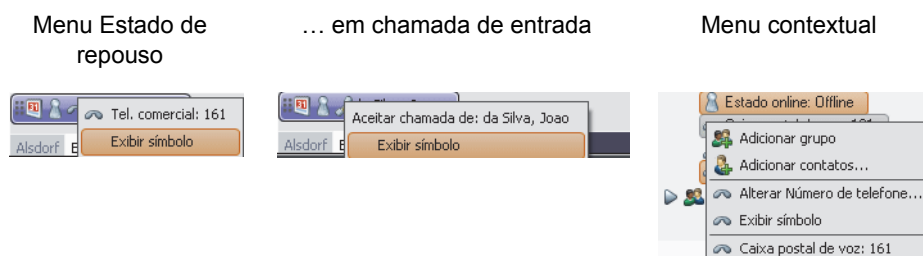 Menu Estado de
repouso
… em chamada de entrada
Menu contextual
Tel. comercial: 161
Exibir símbolo
Alsdorf
Aceitar chamada de: da Silva, Joao
Exibir símbolo
Alsdorf
Estado online: Offline
Adicionar grupo
Adicionar contatos...
Alterar Número de telefone...
Exibir símbolo
Caixa postal de voz: 161